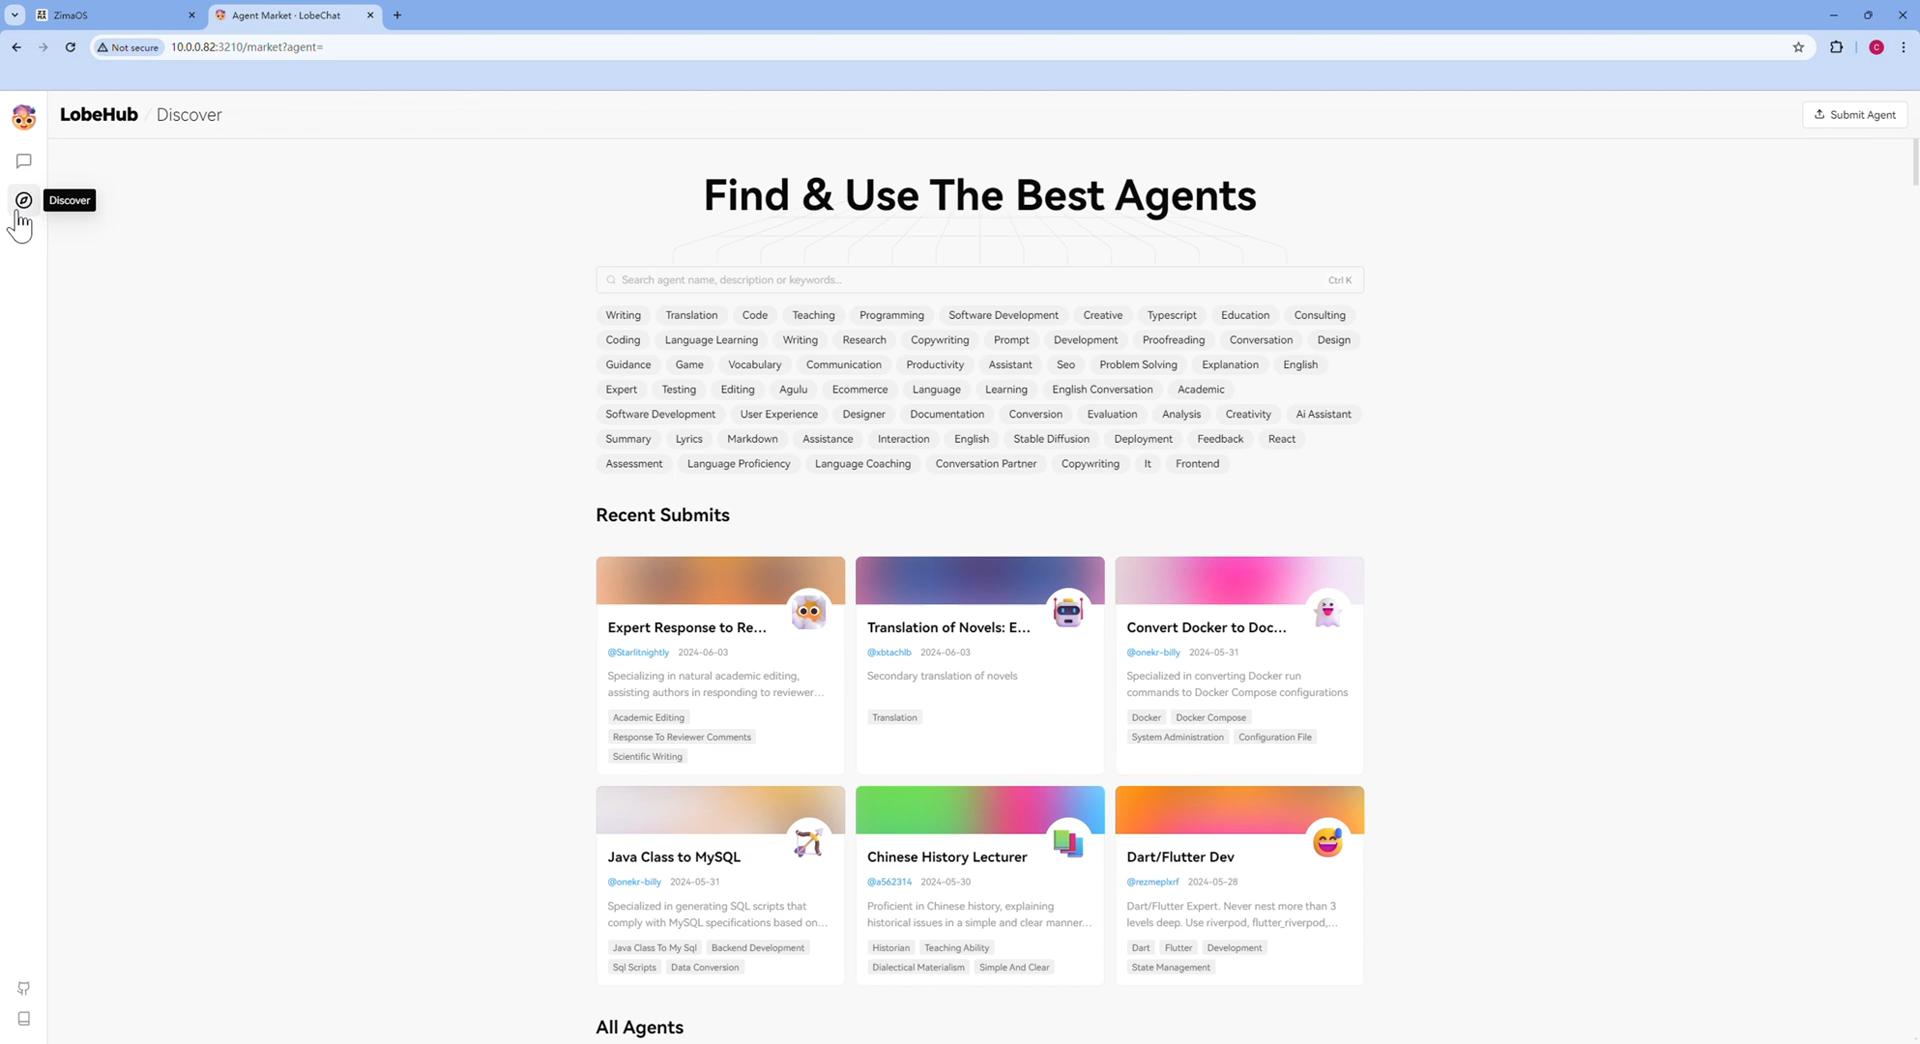 ZimaOS
Agent Market · LobeChat
Not secure 10.0.0.82:3210/market?agent=
C
LobeHub / Discover
Submit Agent
Discover
Find & Use The Best Agents
Search agent name, description or keywords... Ctrl K
Writing Translation Code Teaching Programming Software Development Creative Typescript Education Consulting
Coding Language Learning Writing Research Copywriting Prompt Development Proofreading Conversation Design
Guidance Game Vocabulary Communication Productivity Assistant Seo Problem Solving Explanation English
Expert Testing Editing Agulu Ecommerce Language Learning English Conversation Academic
Software Development User Experience Designer Documentation Conversion Evaluation Analysis Creativity Ai Assistant
Summary Lyrics Markdown Assistance Interaction English Stable Diffusion Deployment Feedback React
Assessment Language Proficiency Language Coaching Conversation Partner Copywriting It Frontend
Recent Submits
Expert Response to Re...
@Starlitnightly 2024-06-03
Specializing in natural academic editing,
assisting authors in responding to reviewer...
Academic Editing
Response To Reviewer Comments
Scientific Writing
Translation of Novels: E...
@xbtachlb 2024-06-03
Secondary translation of novels
Translation
Convert Docker to Doc...
@onekr-billy 2024-05-31
Specialized in converting Docker run
commands to Docker Compose configurations
Docker Docker Compose
System Administration Configuration File
Java Class to MySQL
@onekr-billy 2024-05-31
Specialized in generating SQL scripts that
comply with MySQL specifications based on...
Java Class To My Sql Backend Development
Sql Scripts Data Conversion
Chinese History Lecturer
@a562314 2024-05-30
Proficient in Chinese history, explaining
historical issues in a simple and clear manner...
Historian Teaching Ability
Dialectical Materialism Simple And Clear
Dart/Flutter Dev
@rezmeplxrf 2024-05-28
Dart/Flutter Expert. Never nest more than 3
levels deep. Use riverpod, flutter_riverpod,...
Dart Flutter Development
State Management
All Agents